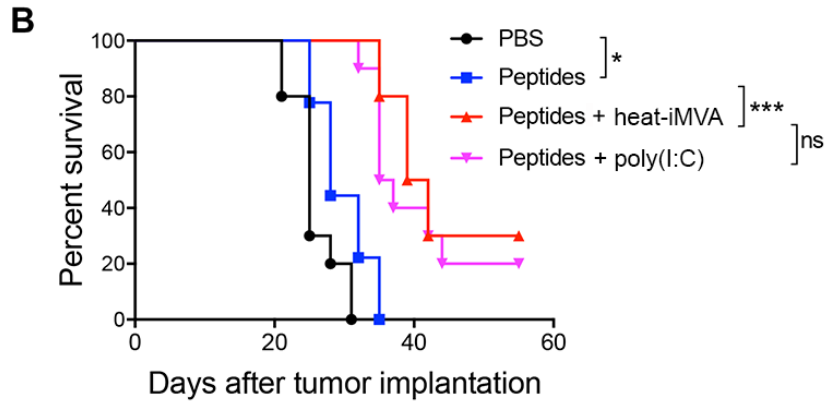 B
100
80
60
40
20
0
Percent survival
0 20 40 60
Days after tumor implantation
PBS
*
Peptides
Peptides + heat-iMVA
***
Peptides + poly(I:C)
ns